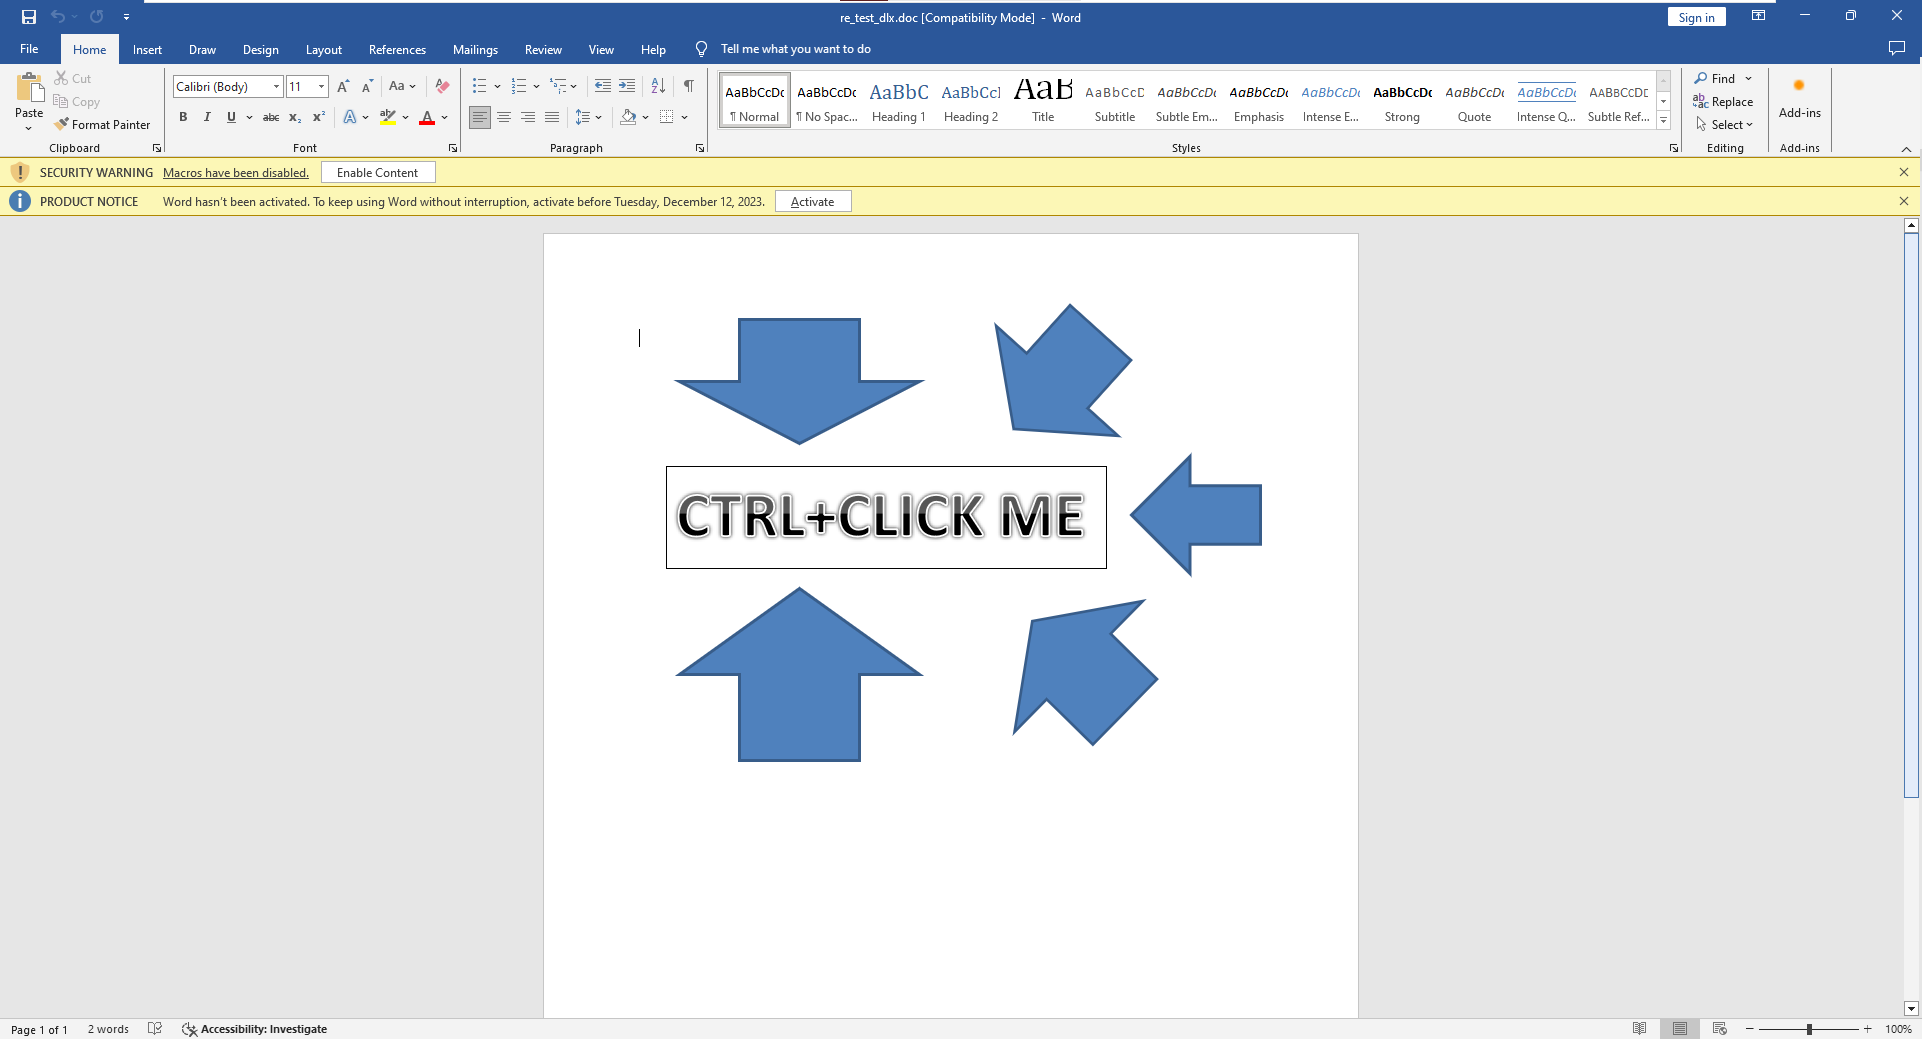 re_test_dlx.doc [Compatibility Mode] - Word
Sign in
File Home Insert Draw Design Layout References Mailings Review View Help Tell me what you want to do
Paste
Cut
Copy
Format Painter
Clipboard
Calibri (Body) 11
Aa
B I U abc x₂ x² A ab A
Font
A Z
Paragraph
AaBbCcDc AaBbCcDc AaBbC AaBbCcI AaB AaBbCcD AaBbCcDc AaBbCcDc AaBbCcDc AaBbCcDc AaBbCcDc AaBbCcDc AABBCCDE
¶ Normal ¶ No Spac... Heading 1 Heading 2 Title Subtitle Subtle Em... Emphasis Intense E... Strong Quote Intense Q... Subtle Ref...
Styles
Find
Replace
Select
Editing
Add-ins
Add-ins
SECURITY WARNING Macros have been disabled. Enable Content
PRODUCT NOTICE Word hasn't been activated. To keep using Word without interruption, activate before Tuesday, December 12, 2023. Activate
CTRL+CLICK ME
Page 1 of 1 2 words Accessibility: Investigate 100%